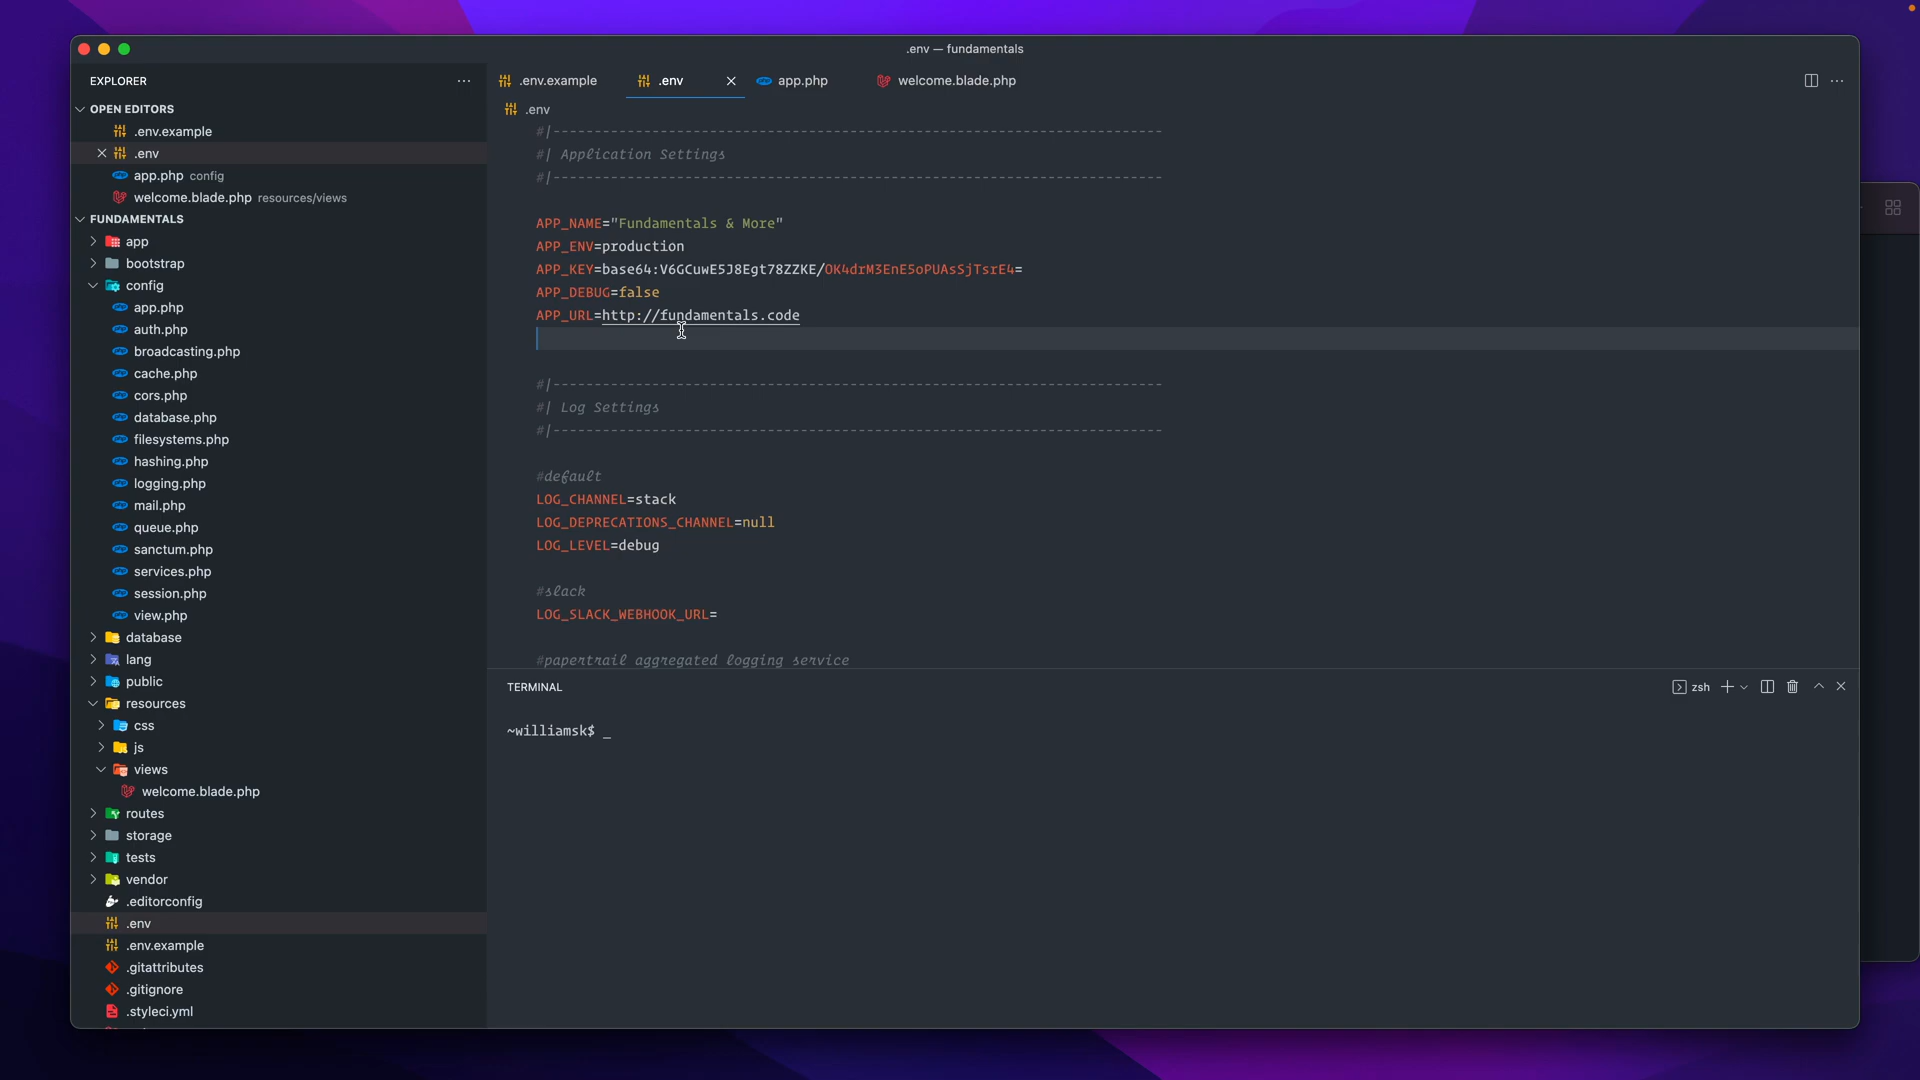 .env — fundamentals
EXPLORER
OPEN EDITORS
.env.example
.env
app.php config
welcome.blade.php resources/views
FUNDAMENTALS
app
bootstrap
config
app.php
auth.php
broadcasting.php
cache.php
cors.php
database.php
filesystems.php
hashing.php
logging.php
mail.php
queue.php
sanctum.php
services.php
session.php
view.php
database
lang
public
resources
css
js
views
welcome.blade.php
routes
storage
tests
vendor
.editorconfig
.env
.env.example
.gitattributes
.gitignore
.styleci.yml
.env.example
.env
app.php
welcome.blade.php
.env
#|--------------------------------------------------------------------------
#| Application Settings
#|--------------------------------------------------------------------------
APP_NAME="Fundamentals & More"
APP_ENV=production
APP_KEY=base64:V6GCuwE5J8Egt78ZZKE/OK4drM3EnE5oPUAsSjTsrE4=
APP_DEBUG=false
APP_URL=http://fundamentals.code
#|--------------------------------------------------------------------------
#| Log Settings
#|--------------------------------------------------------------------------
#default
LOG_CHANNEL=stack
LOG_DEPRECATIONS_CHANNEL=null
LOG_LEVEL=debug
#slack
LOG_SLACK_WEBHOOK_URL=
#papertrail aggregated logging service
TERMINAL
zsh
~williamsk$ _